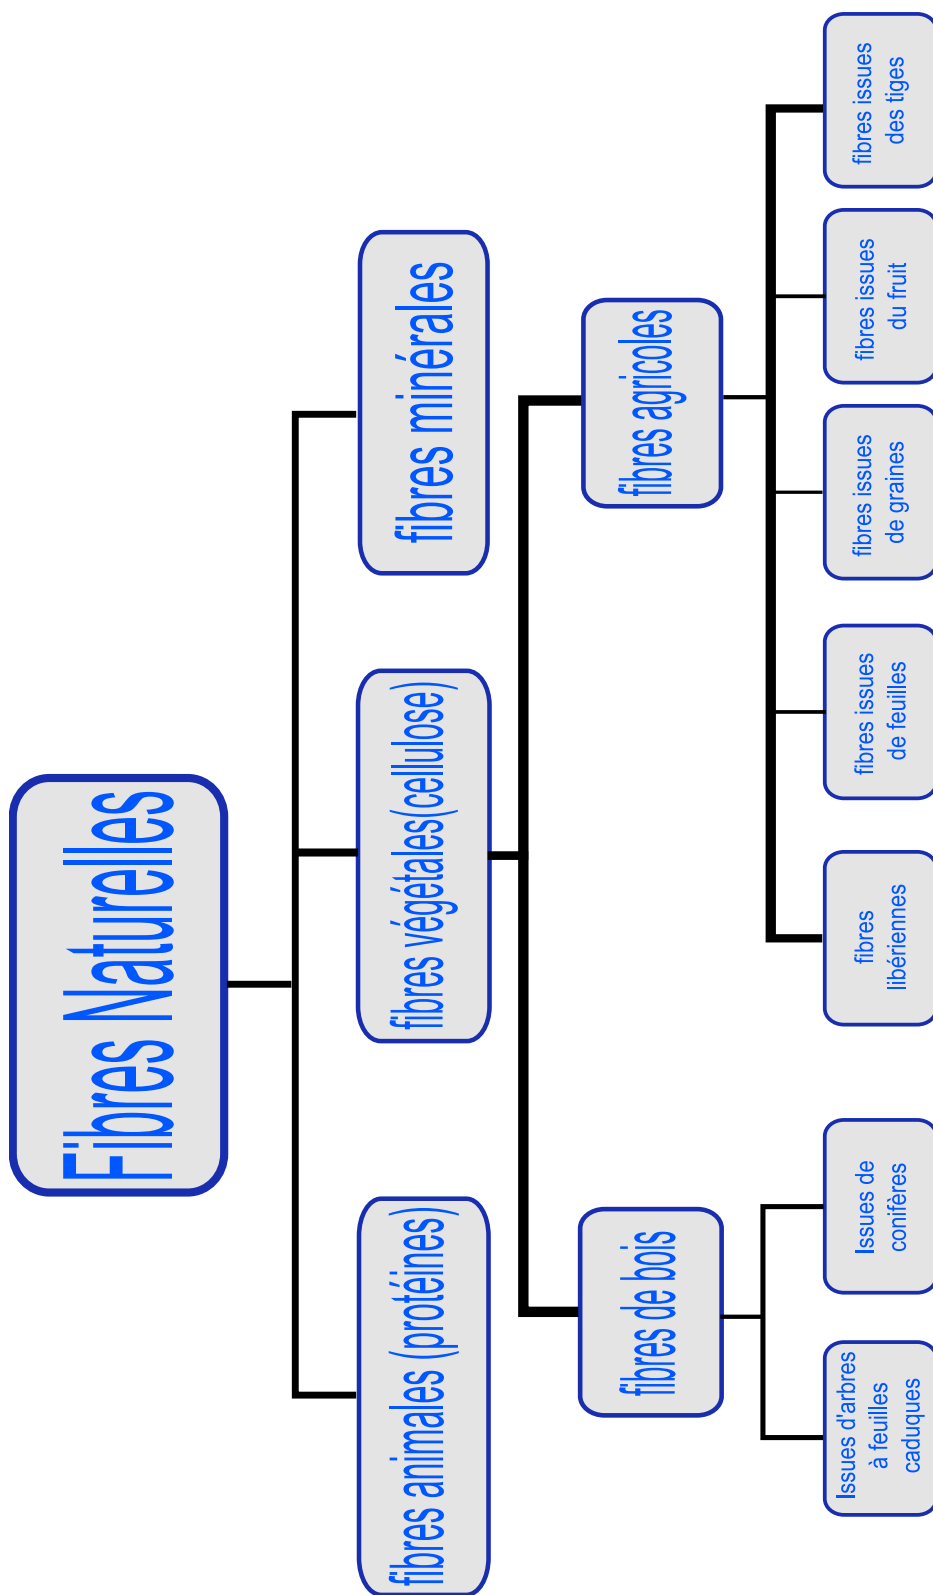 Fibres Naturelles
fibres animales (protéines)
fibres végétales(cellulose)
fibres minérales
fibres de bois
fibres agricoles
Issues d'arbres
à feuilles
caduques
Issues de
conifères
fibres
libériennes
fibres issues
de feuilles
fibres issues
de graines
fibres issues
du fruit
fibres issues
des tiges